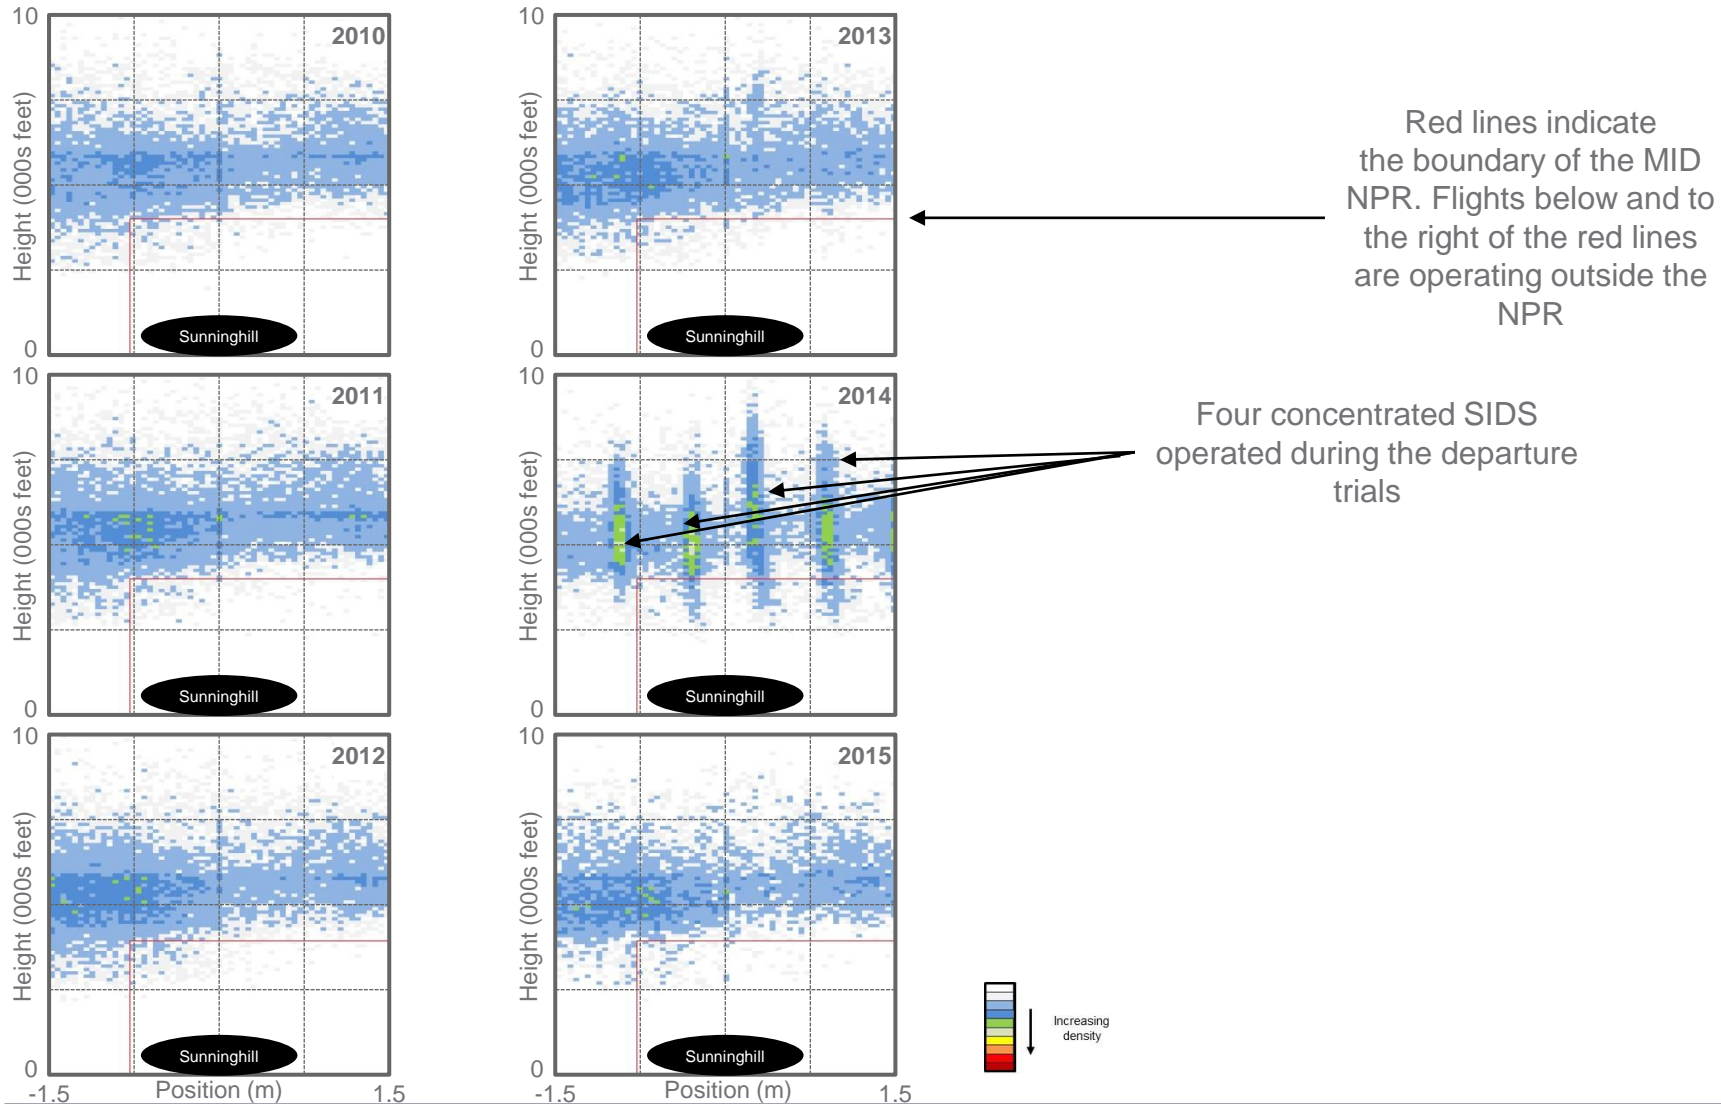 10
2010
Height (000s feet)
Sunninghill
0
10
2013
Height (000s feet)
Sunninghill
0
Red lines indicate
the boundary of the MID
NPR. Flights below and to
the right of the red lines
are operating outside the
NPR
10
2011
Height (000s feet)
Sunninghill
0
10
2014
Height (000s feet)
Sunninghill
0
Four concentrated SIDS
operated during the departure
trials
10
2012
Height (000s feet)
Sunninghill
0
-1.5
Position (m)
1.5
10
2015
Height (000s feet)
Sunninghill
0
-1.5
Position (m)
1.5
Increasing
density